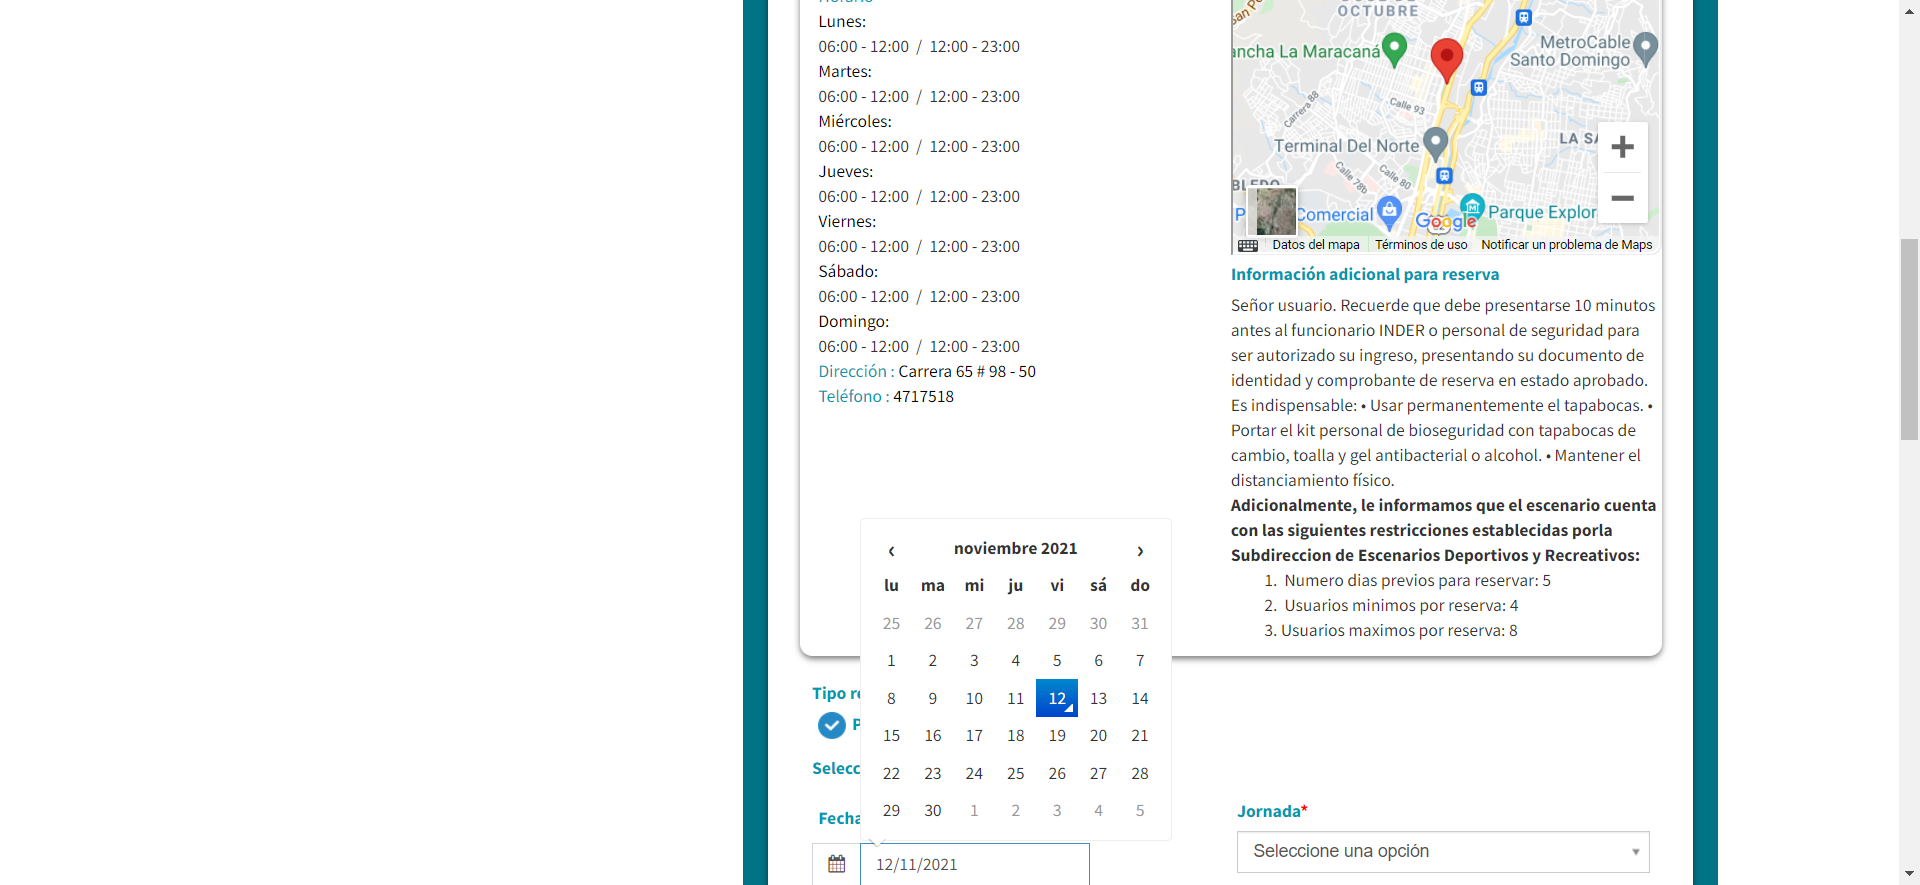 Lunes:
06:00 - 12:00 / 12:00 - 23:00
Martes:
06:00 - 12:00 / 12:00 - 23:00
Miércoles:
06:00 - 12:00 / 12:00 - 23:00
Jueves:
06:00 - 12:00 / 12:00 - 23:00
Viernes:
06:00 - 12:00 / 12:00 - 23:00
Sábado:
06:00 - 12:00 / 12:00 - 23:00
Domingo:
06:00 - 12:00 / 12:00 - 23:00
Dirección : Carrera 65 # 98 - 50
Teléfono : 4717518
OCTUBRE
ancha La Maracaná
MetroCable
Santo Domingo
Carrera 88
Calle 93
Terminal Del Norte
LA SA
Calle 78b
Calle 80
BLEDO
P
Comercial
Google
Parque Explor
Datos del mapa
Términos de uso
Notificar un problema de Maps
Información adicional para reserva
Señor usuario. Recuerde que debe presentarse 10 minutos
antes al funcionario INDER o personal de seguridad para
ser autorizado su ingreso, presentando su documento de
identidad y comprobante de reserva en estado aprobado.
Es indispensable: • Usar permanentemente el tapabocas. •
Portar el kit personal de bioseguridad con tapabocas de
cambio, toalla y gel antibacterial o alcohol. • Mantener el
distanciamiento físico.
Adicionalmente, le informamos que el escenario cuenta
con las siguientes restricciones establecidas porla
Subdireccion de Escenarios Deportivos y Recreativos:
1. Numero dias previos para reservar: 5
2. Usuarios minimos por reserva: 4
3. Usuarios maximos por reserva: 8
‹ noviembre 2021 ›
lu ma mi ju vi sá do
25 26 27 28 29 30 31
1 2 3 4 5 6 7
8 9 10 11 12 13 14
15 16 17 18 19 20 21
22 23 24 25 26 27 28
29 30 1 2 3 4 5
Tipo re
P
Selecc
Fecha
12/11/2021
Jornada*
Seleccione una opción